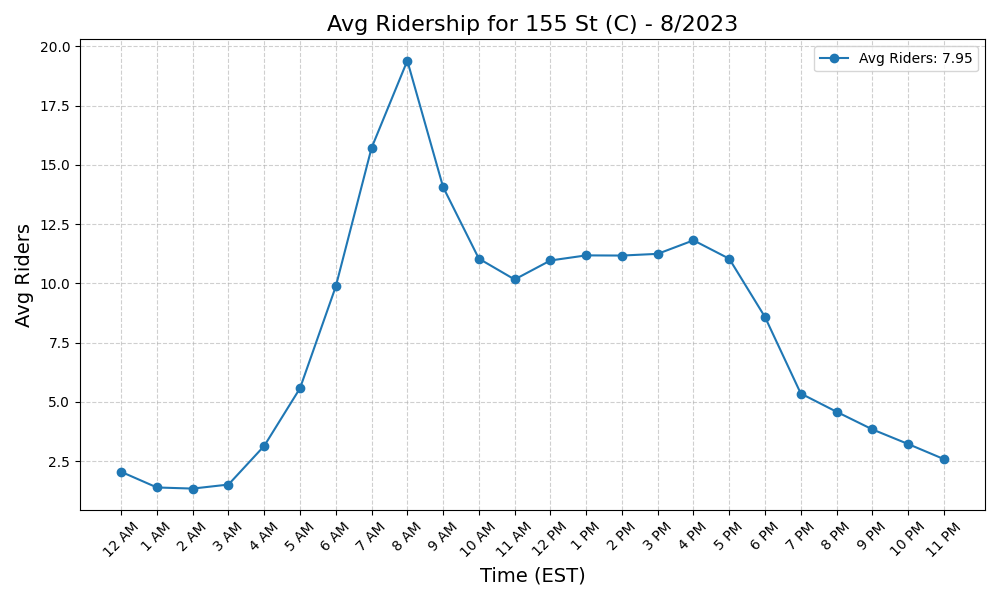 Avg Ridership for 155 St (C) - 8/2023
Avg Riders: 7.95
Avg Riders
20.0
17.5
15.0
12.5
10.0
7.5
5.0
2.5
12 AM
1 AM
2 AM
3 AM
4 AM
5 AM
6 AM
7 AM
8 AM
9 AM
10 AM
11 AM
12 PM
1 PM
2 PM
3 PM
4 PM
5 PM
6 PM
7 PM
8 PM
9 PM
10 PM
11 PM
Time (EST)